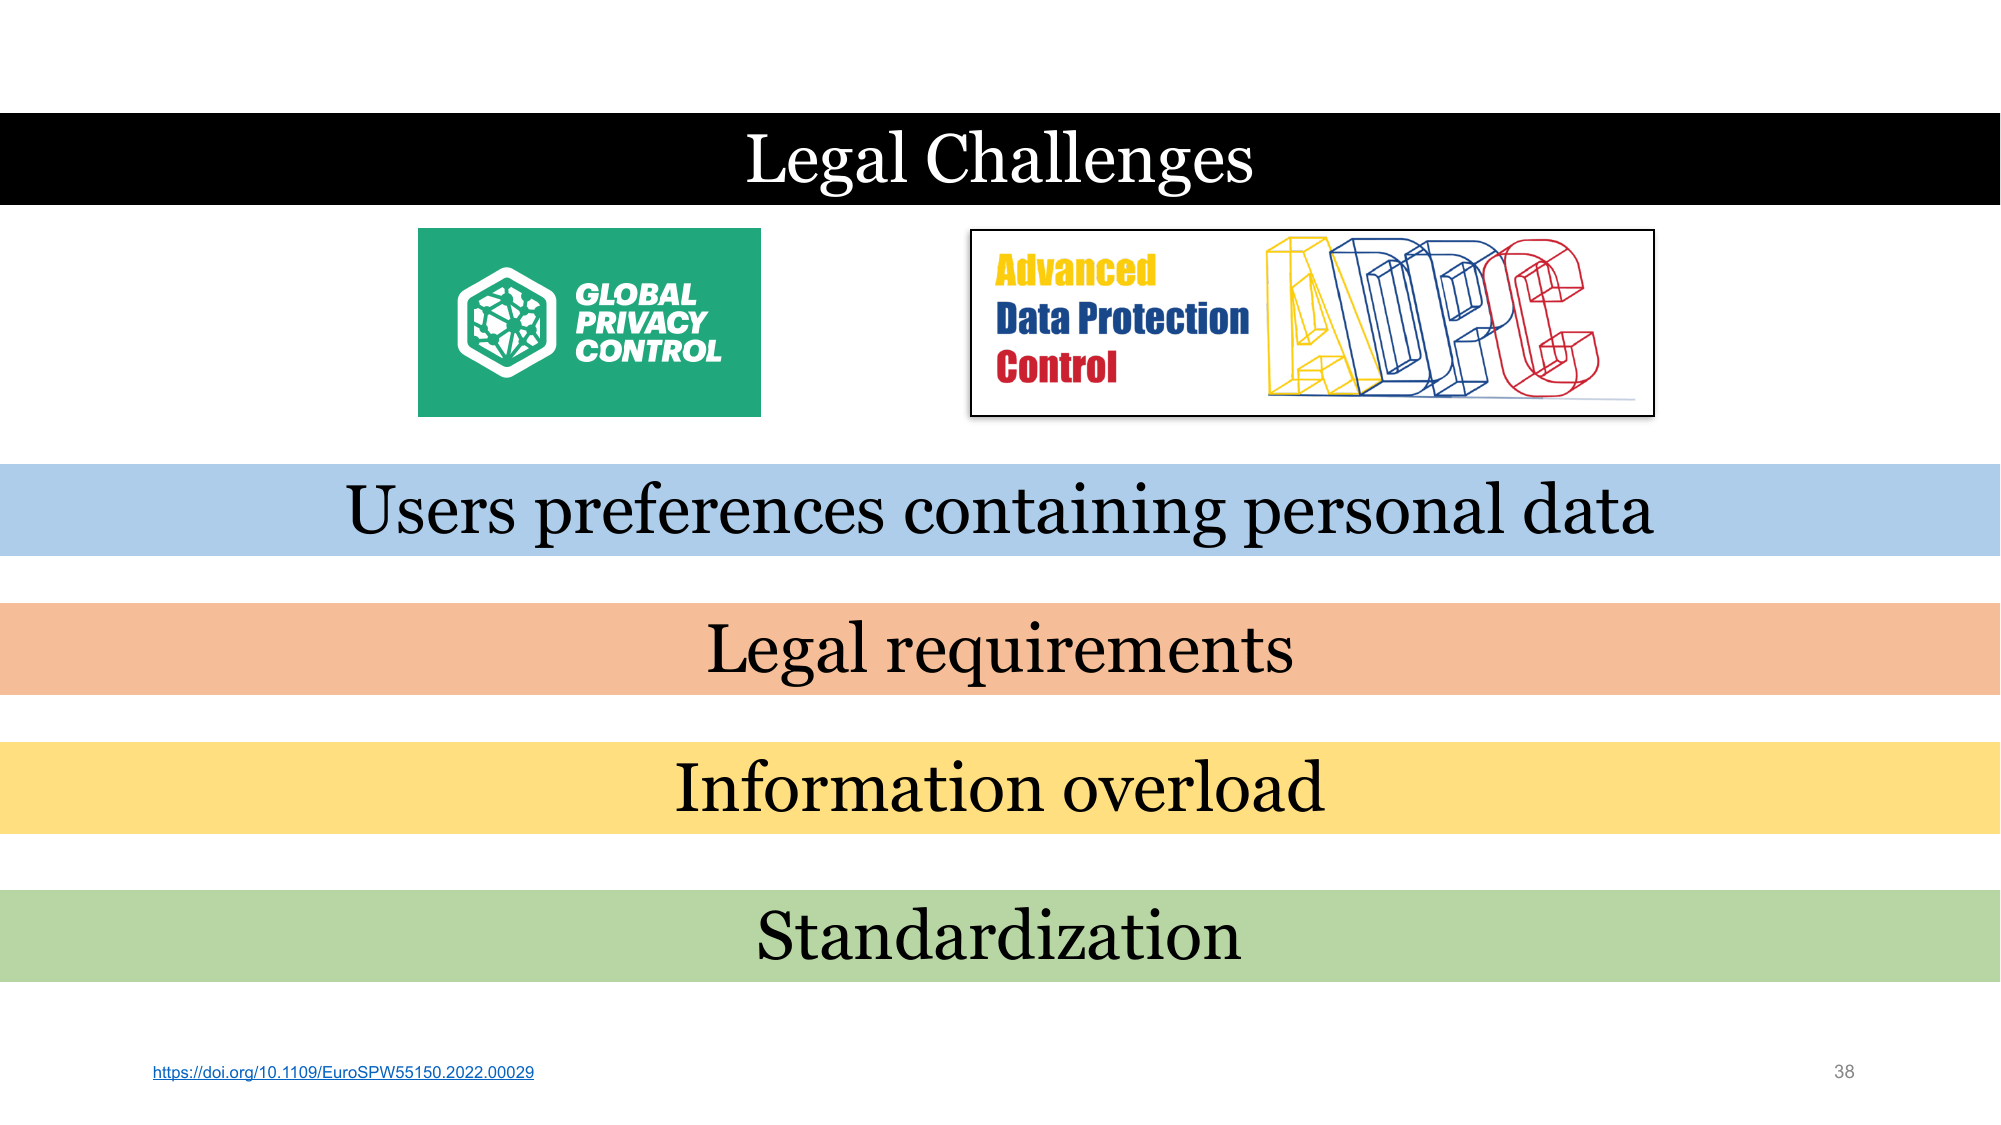 Legal Challenges
GLOBAL
PRIVACY
CONTROL
Advanced
Data Protection
Control
ADPC
Users preferences containing personal data
Legal requirements
Information overload
Standardization
https://doi.org/10.1109/EuroSPW55150.2022.00029
38